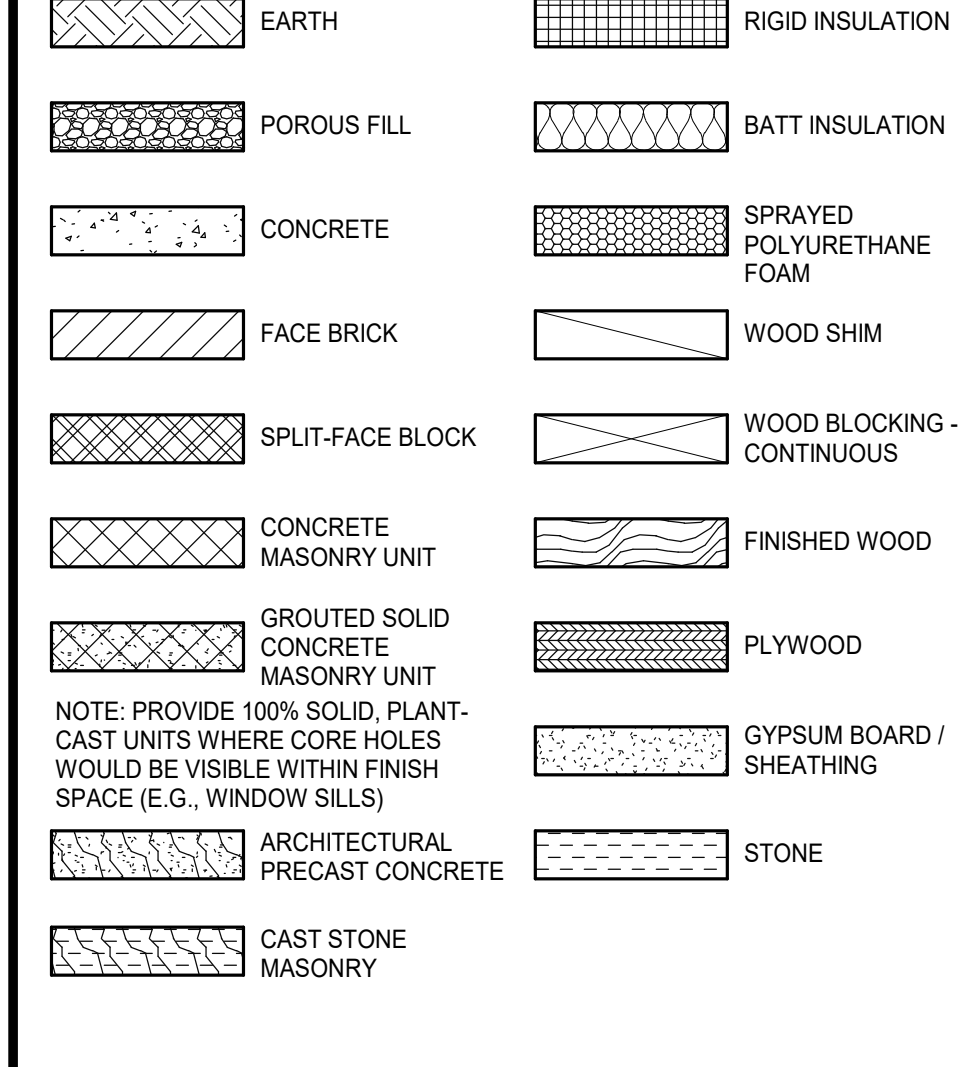 EARTH
POROUS FILL
CONCRETE
FACE BRICK
SPLIT-FACE BLOCK
CONCRETE
MASONRY UNIT
GROUTED SOLID
CONCRETE
MASONRY UNIT
NOTE: PROVIDE 100% SOLID, PLANT-
CAST UNITS WHERE CORE HOLES
WOULD BE VISIBLE WITHIN FINISH
SPACE (E.G., WINDOW SILLS)
ARCHITECTURAL
PRECAST CONCRETE
CAST STONE
MASONRY
RIGID INSULATION
BATT INSULATION
SPRAYED
POLYURETHANE
FOAM
WOOD SHIM
WOOD BLOCKING -
CONTINUOUS
FINISHED WOOD
PLYWOOD
GYPSUM BOARD /
SHEATHING
STONE